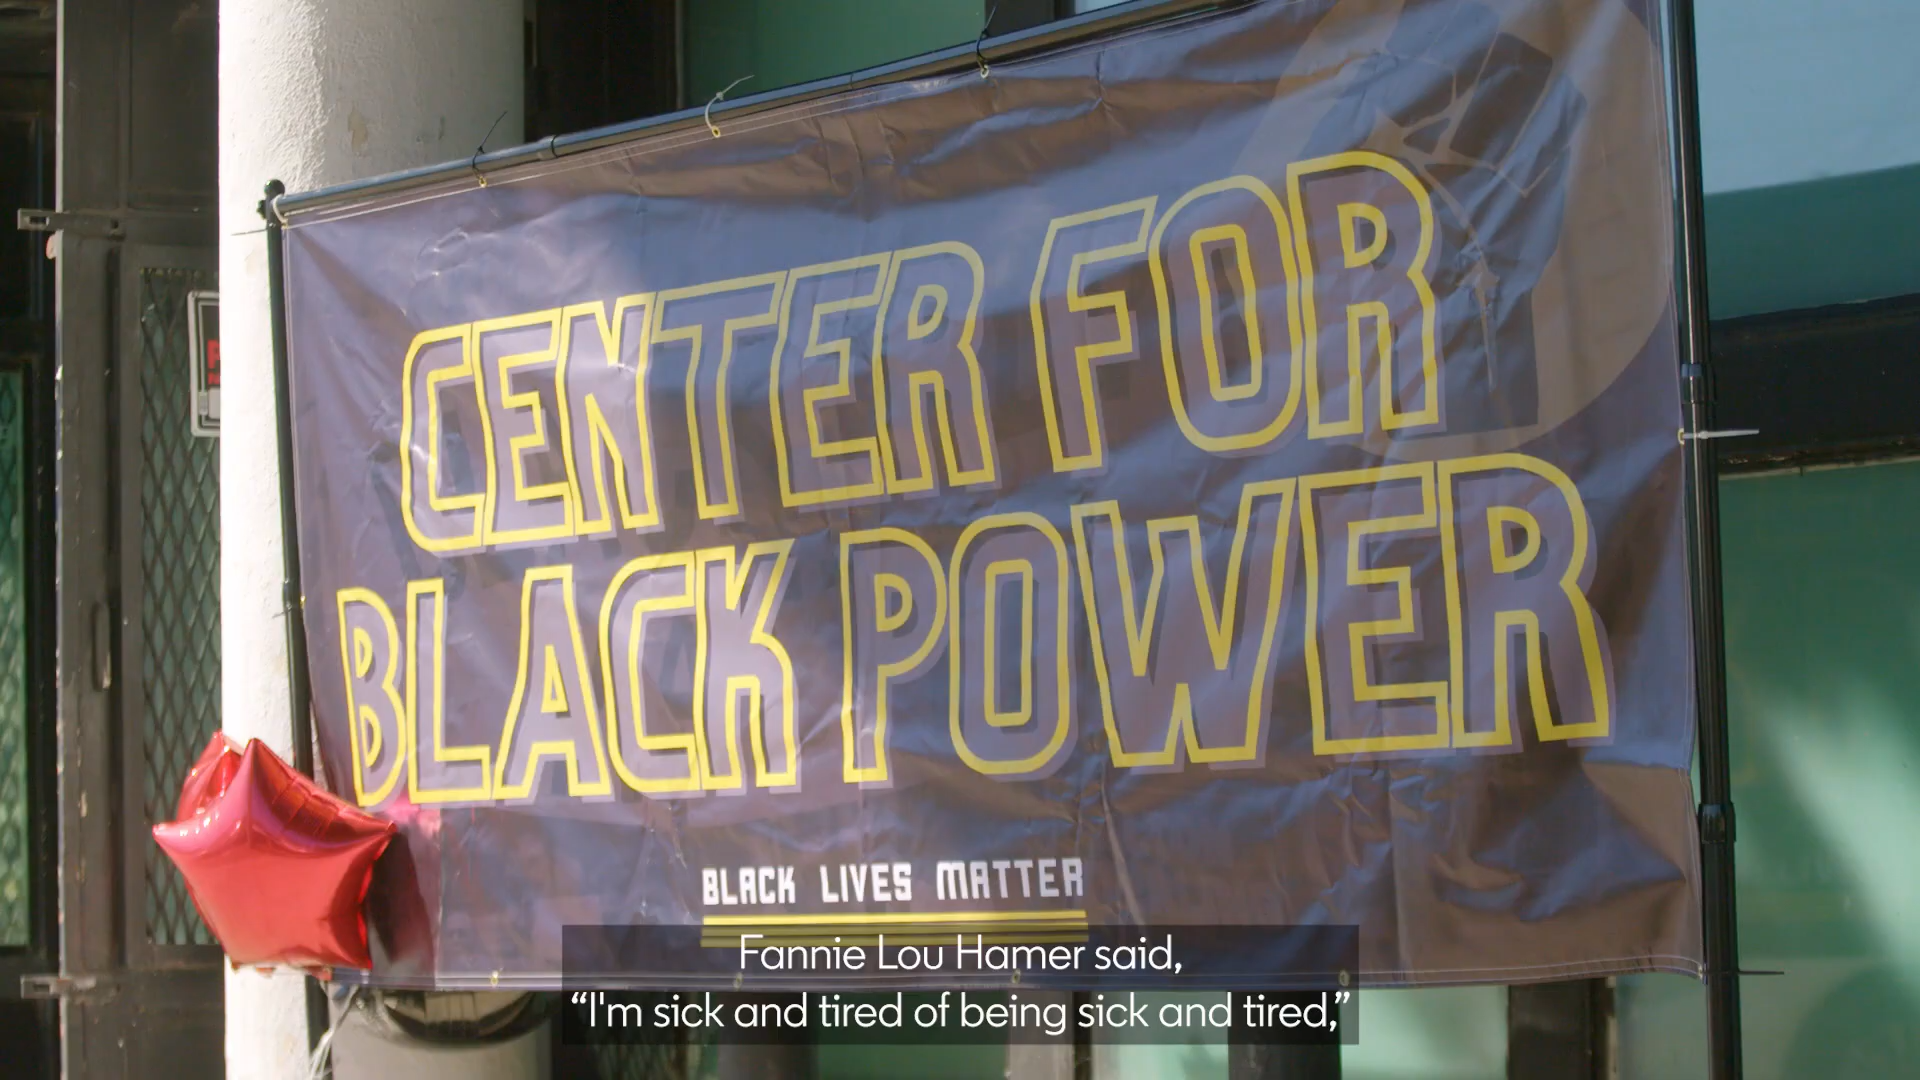 CENTER FOR
BLACK POWER
BLACK LIVES MATTER
Fannie Lou Hamer said,
“I'm sick and tired of being sick and tired,”